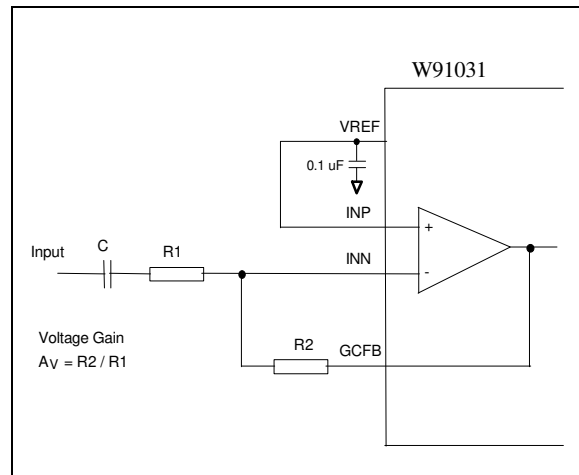 W91031
VREF
0.1 uF
INP
+
Input
C
R1
INN
-
Voltage Gain
AV = R2 / R1
R2
GCFB